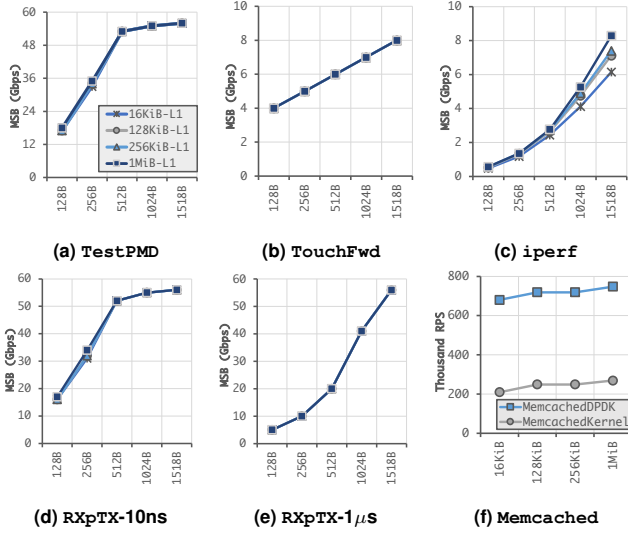 MSB (Gbps)
60
48
36
24
12
0
16KiB-L1
128KiB-L1
256KiB-L1
1MiB-L1
128B
256B
512B
1024B
1518B
(a) TestPMD
MSB (Gbps)
10
8
6
4
2
0
128B
256B
512B
1024B
1518B
(b) TouchFwd
MSB (Gbps)
10
8
6
4
2
0
128B
256B
512B
1024B
1518B
(c) iperf
MSB (Gbps)
60
50
40
30
20
10
0
128B
256B
512B
1024B
1518B
(d) RXpTX-10ns
MSB (Gbps)
60
50
40
30
20
10
0
128B
256B
512B
1024B
1518B
(e) RXpTX-1μs
Thousand RPS
800
600
400
200
0
MemcachedDPDK
MemcachedKernel
16KiB
128KiB
256KiB
1MiB
(f) Memcached